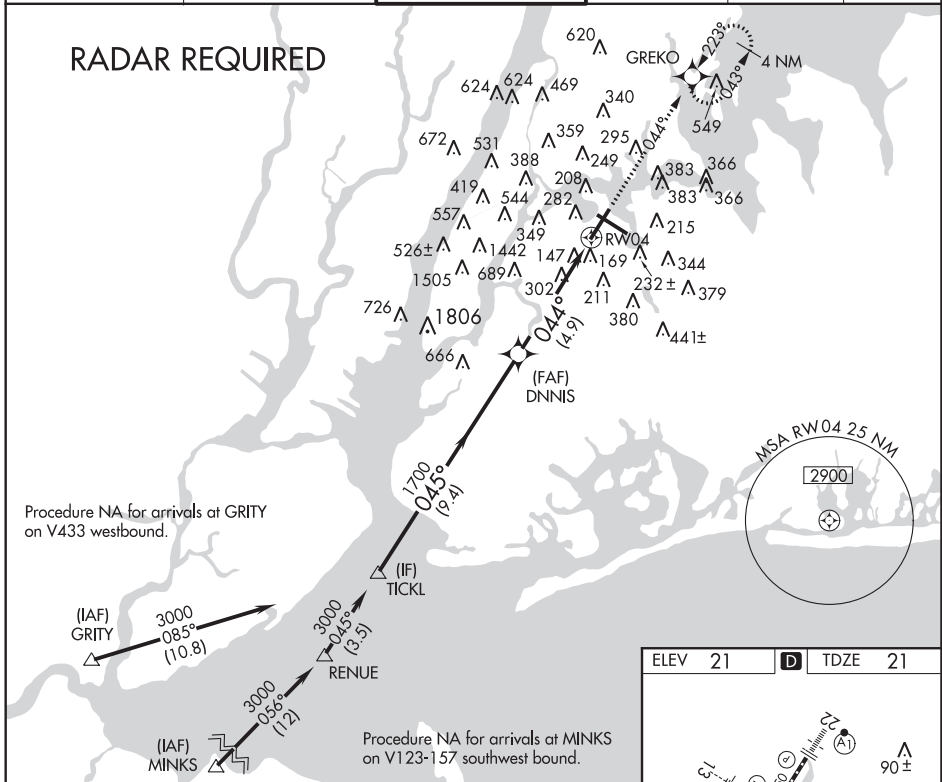 RADAR REQUIRED
620
GREKO
223°
4 NM
043°
549
624
624
469
340
044°
672
531
359
295
388
249
383
366
419
208
383
366
544
282
557
349
215
526±
1442
147
RW04
169
344
1505
689
302
211
232±
379
726
1806
380
044°
(4.9)
441±
666
(FAF)
DNNIS
MSA RW04 25 NM
2900
1700
045°
(9.4)
Procedure NA for arrivals at GRITY
on V433 westbound.
(IF)
TICKL
(IAF)
GRITY
3000
085°
(10.8)
3000
045°
(3.5)
RENUE
3000
056°
(12)
(IAF)
MINKS
Procedure NA for arrivals at MINKS
on V123-157 southwest bound.
ELEV 21
D
TDZE 21
22
A1
13
90±